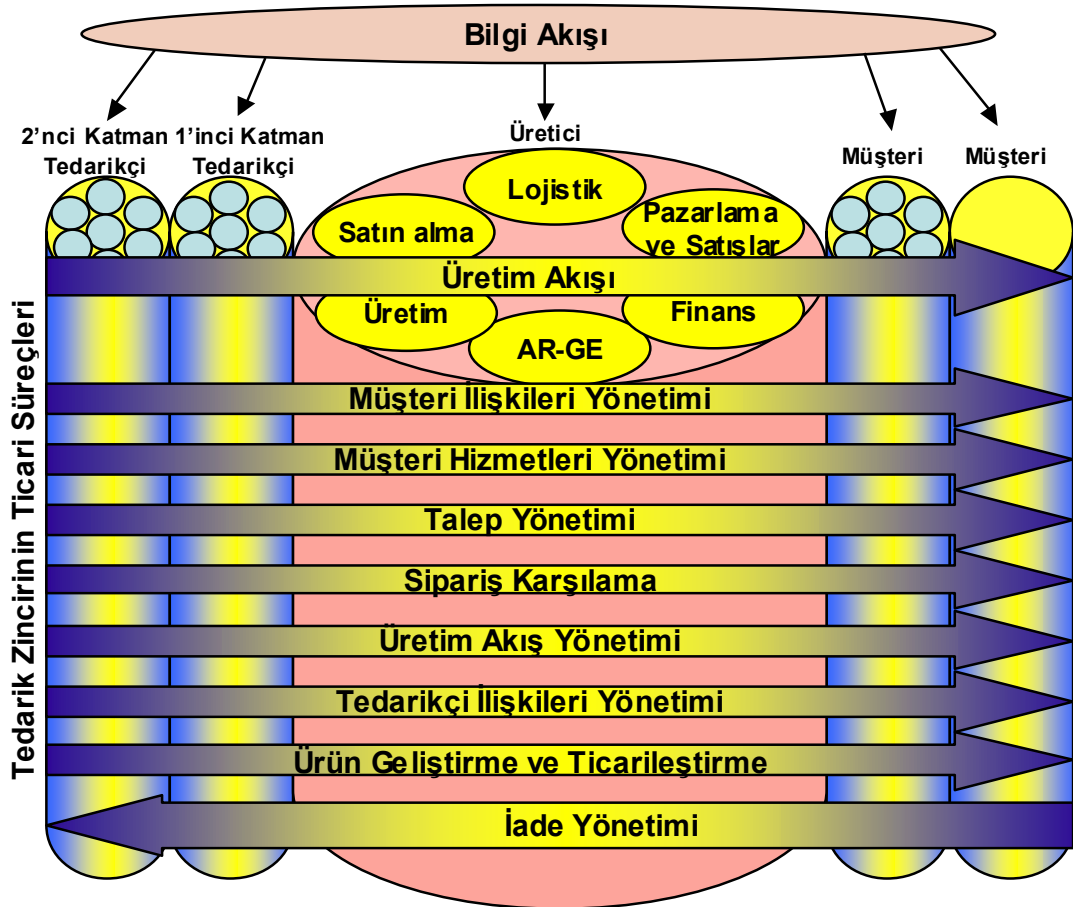 Bilgi Akışı
2'nci Katman
Tedarikçi
1'inci Katman
Tedarikçi
Üretici
Müşteri
Müşteri
Lojistik
Satın alma
Pazarlama
ve Satışlar
Üretim Akışı
Üretim
Finans
AR-GE
Müşteri İlişkileri Yönetimi
Müşteri Hizmetleri Yönetimi
Talep Yönetimi
Sipariş Karşılama
Üretim Akış Yönetimi
Tedarikçi İlişkileri Yönetimi
Ürün Geliştirme ve Ticarileştirme
İade Yönetimi
Tedarik Zincirinin Ticari Süreçleri